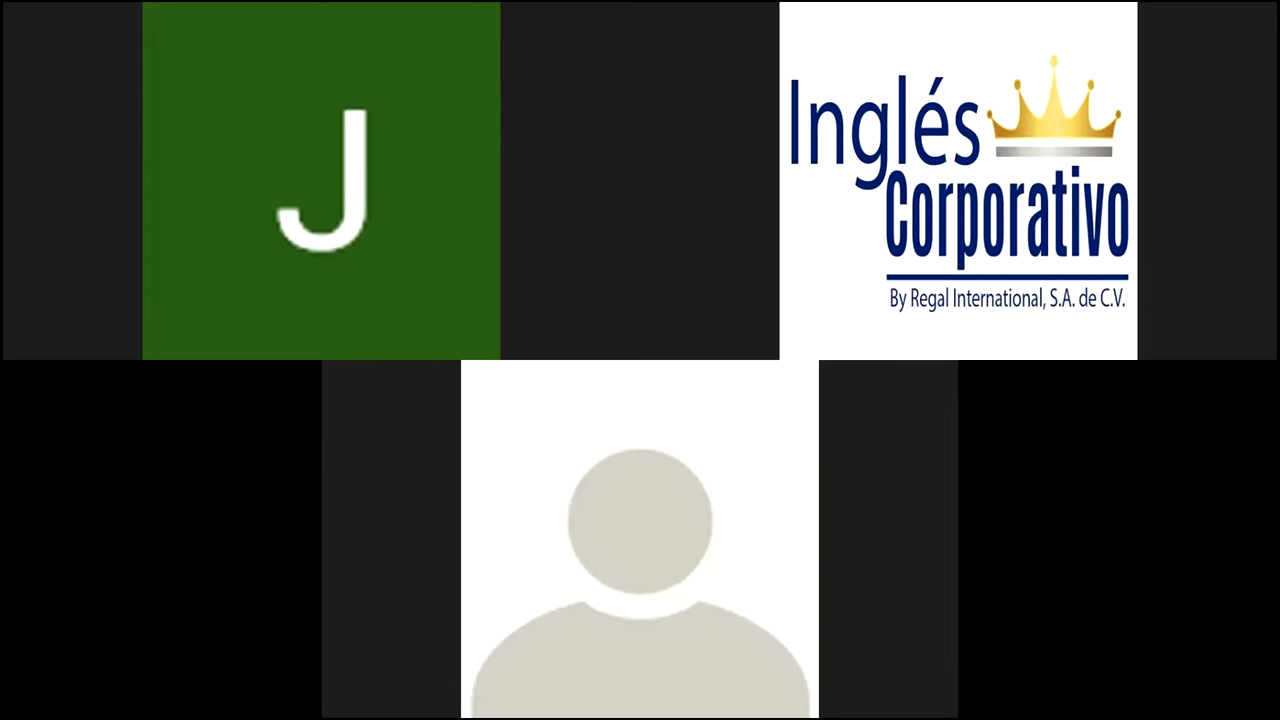 J
Inglés
Corporativo
By Regal International, S.A. de C.V.